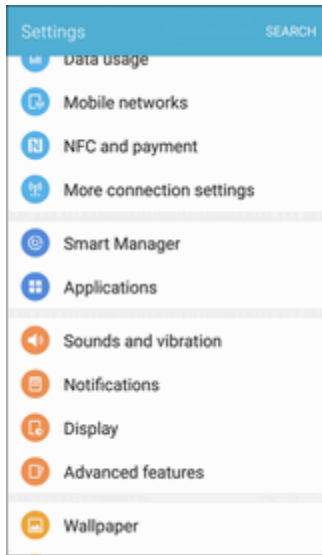 Settings
SEARCH
Data usage
Mobile networks
NFC and payment
More connection settings
Smart Manager
Applications
Sounds and vibration
Notifications
Display
Advanced features
Wallpaper